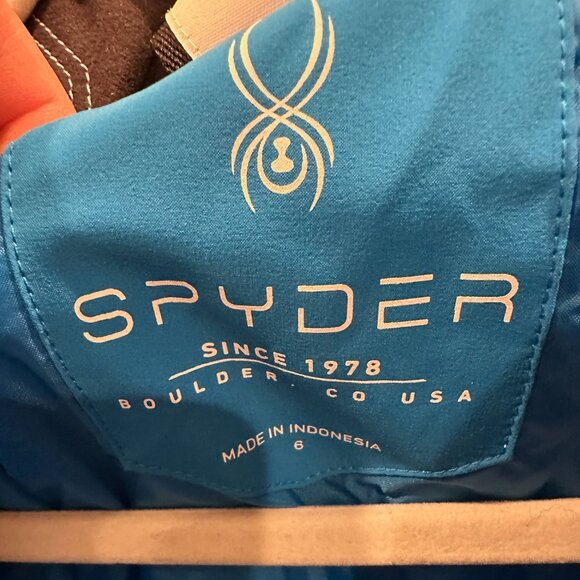 SPYDER
SINCE 1978
BOULDER · CO USA
MADE IN INDONESIA
6